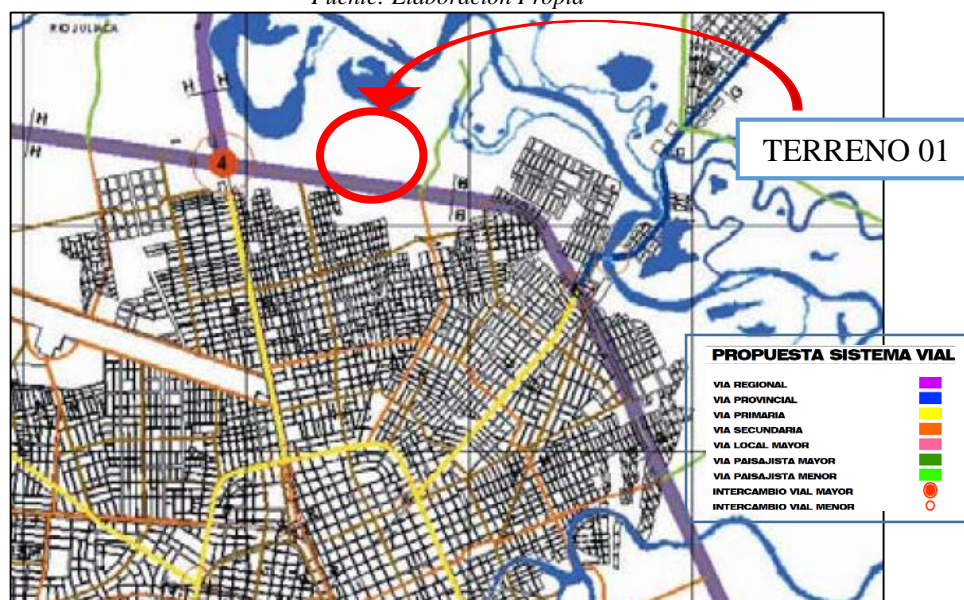 Fuente: Elaboración Propia
RIO JULIACA
H
H
H
H
4
H
B
G
TERRENO 01
PROPUESTA SISTEMA VIAL
VIA REGIONAL
VIA PROVINCIAL
VIA PRIMARIA
VIA SECUNDARIA
VIA LOCAL MAYOR
VIA PAISAJISTA MAYOR
VIA PAISAJISTA MENOR
INTERCAMBIO VIAL MAYOR
INTERCAMBIO VIAL MENOR